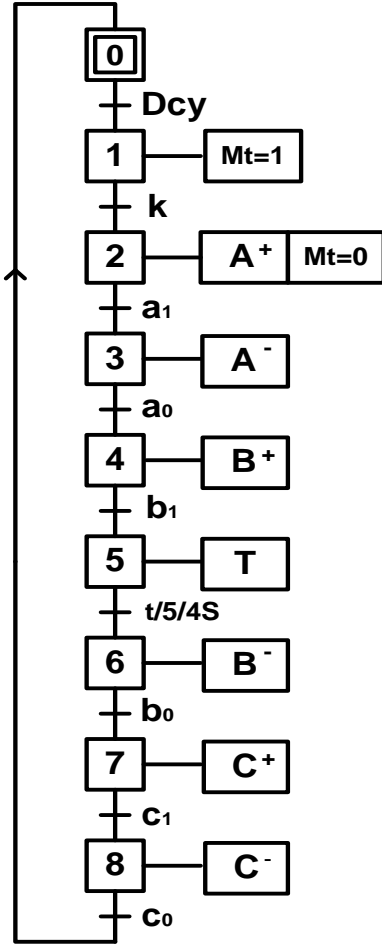 0
Dcy
1 Mt=1
k
2 A⁺ Mt=0
a₁
3 A⁻
a₀
4 B⁺
b₁
5 T
t/5/4S
6 B⁻
b₀
7 C⁺
c₁
8 C⁻
c₀